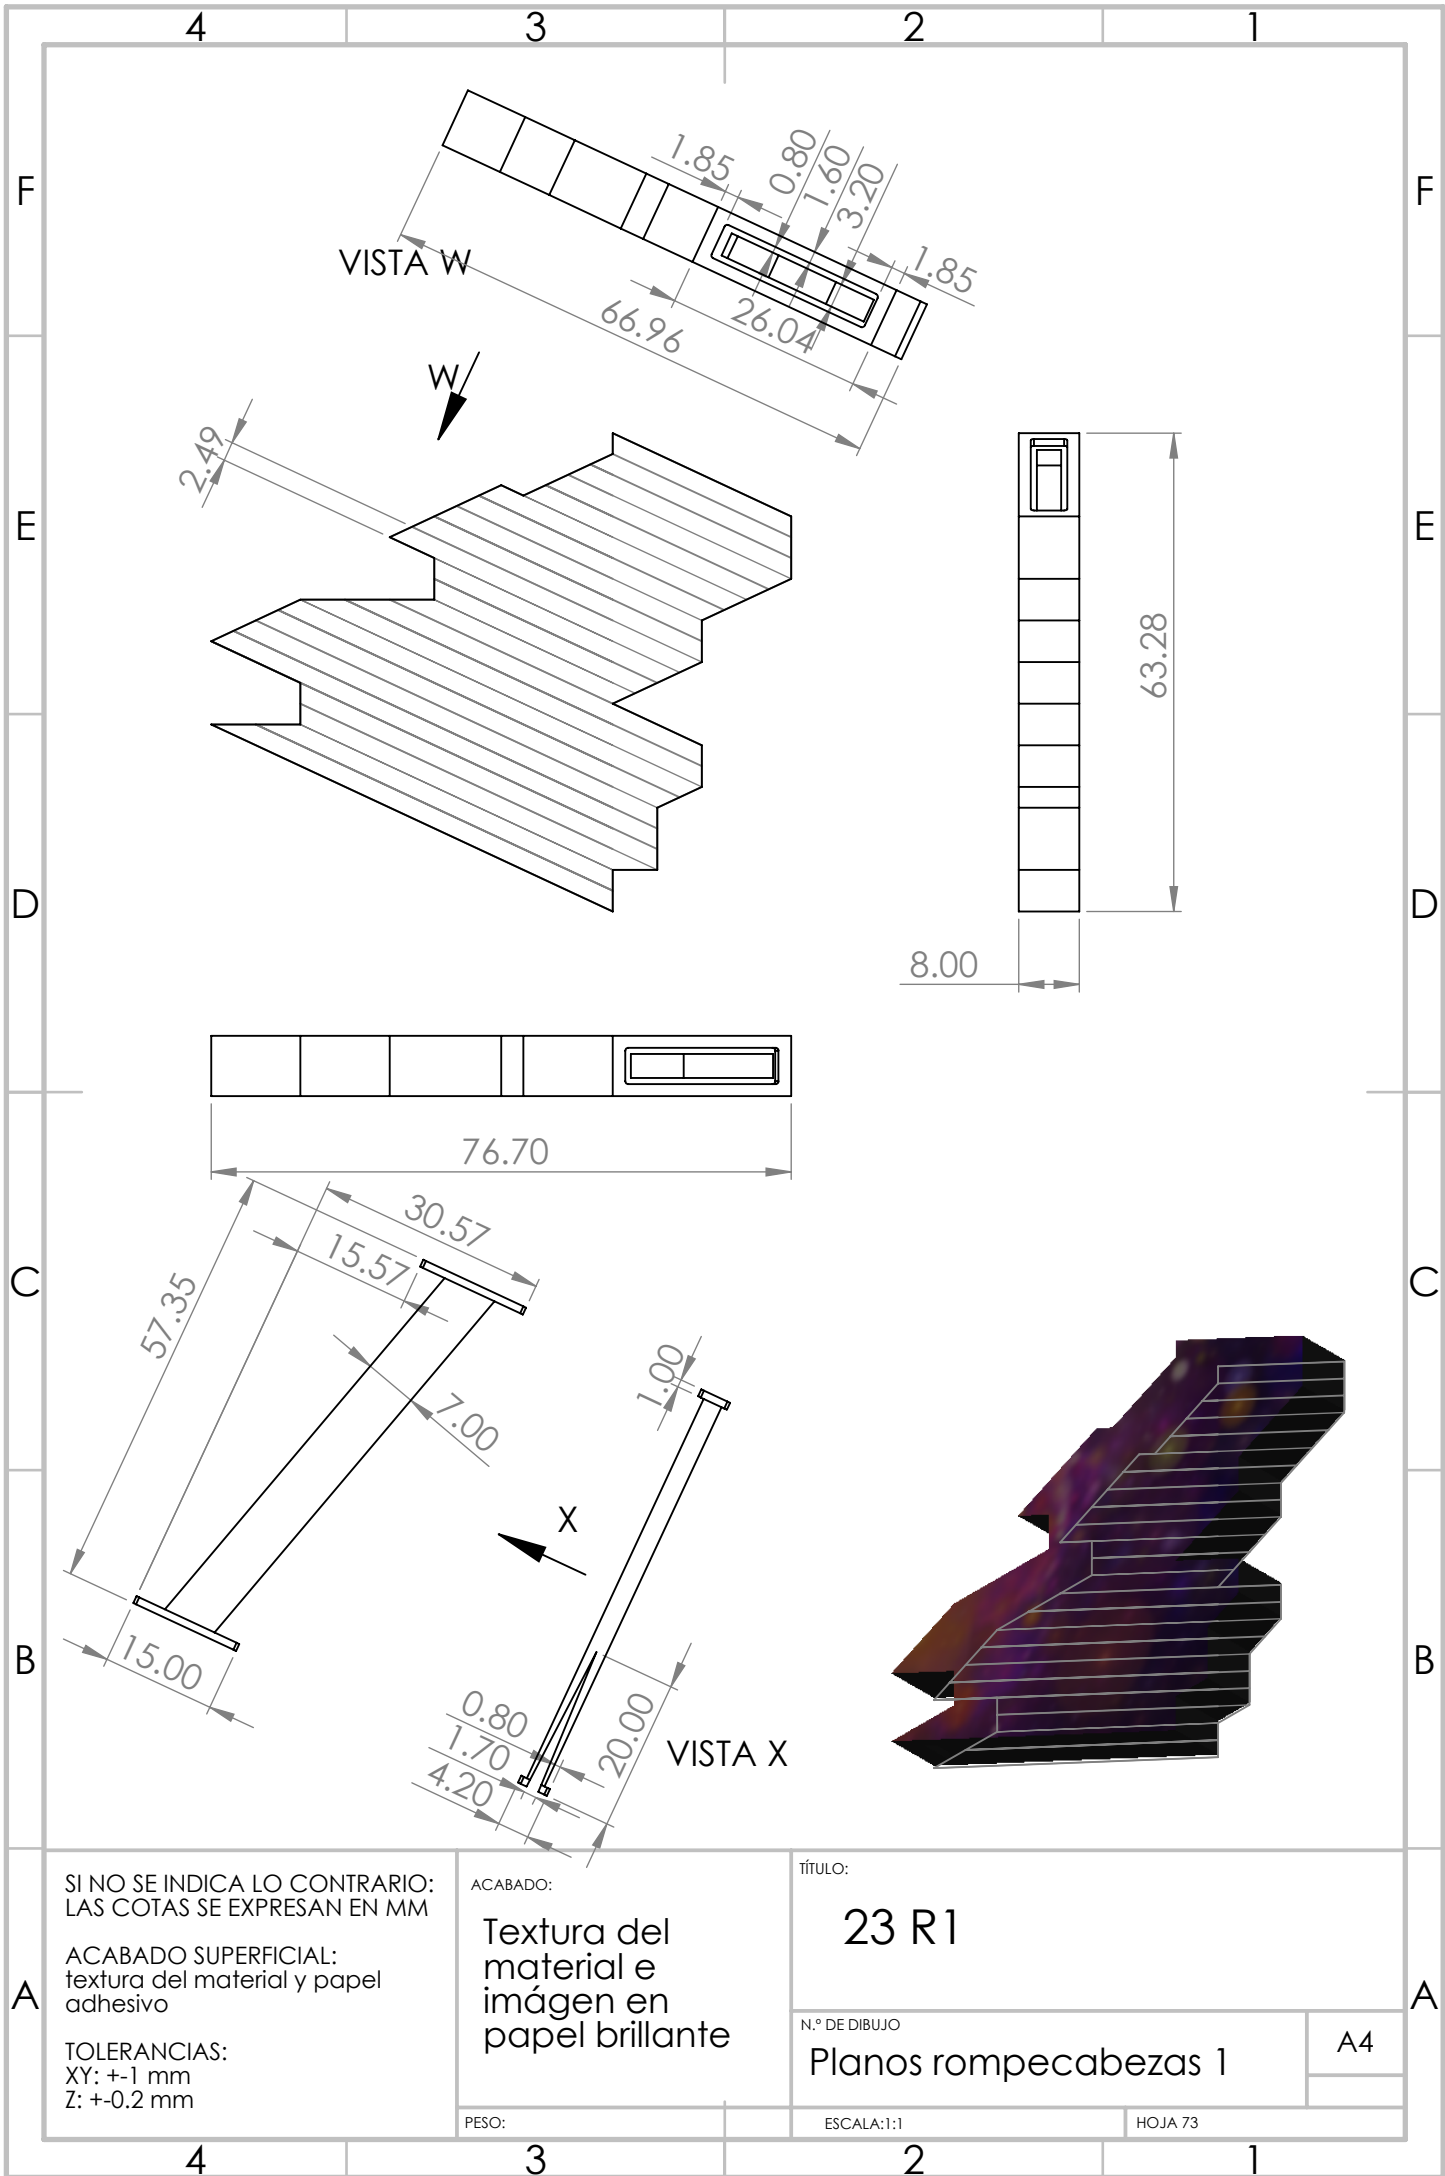 4 3 2 1
F F
1.85
0.80
1.60
3.20
1.85
VISTA W
66.96
26.04
W
2.49
E E
63.28
D D
8.00
76.70
30.57
15.57
57.35
C C
7.00
1.00
X
B B
15.00
0.80
1.70
4.20
20.00
VISTA X
SI NO SE INDICA LO CONTRARIO:
LAS COTAS SE EXPRESAN EN MM
ACABADO SUPERFICIAL:
textura del material y papel
adhesivo
TOLERANCIAS:
XY: +-1 mm
Z: +-0.2 mm
ACABADO:
Textura del
material e
imágen en
papel brillante
PESO:
TÍTULO:
23 R1
N.º DE DIBUJO
Planos rompecabezas 1
A4
ESCALA:1:1
HOJA 73
A A
4 3 2 1